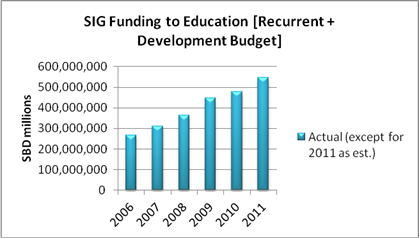 SIG Funding to Education [Recurrent +
Development Budget]
SBD millions
600,000,000
500,000,000
400,000,000
300,000,000
200,000,000
100,000,000
0
2006
2007
2008
2009
2010
2011
Actual (except for
2011 as est.)